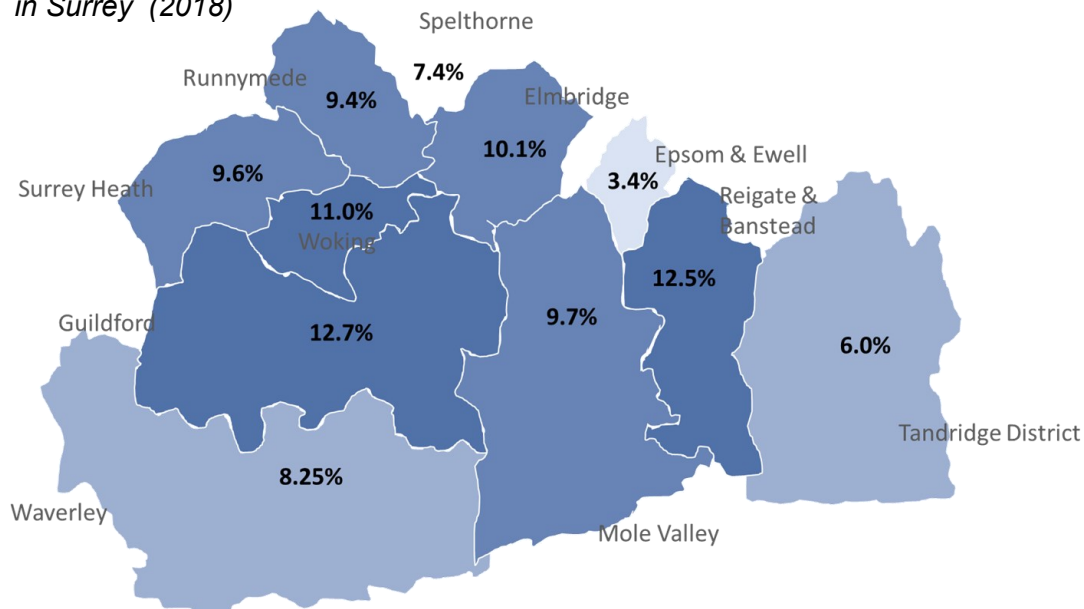 in Surrey (2018)
Spelthorne
7.4%
Runnymede
9.4%
Elmbridge
10.1%
Epsom & Ewell
3.4%
Surrey Heath
9.6%
Reigate &
Banstead
12.5%
11.0%
Woking
Guildford
12.7%
9.7%
6.0%
Tandridge District
8.25%
Waverley
Mole Valley